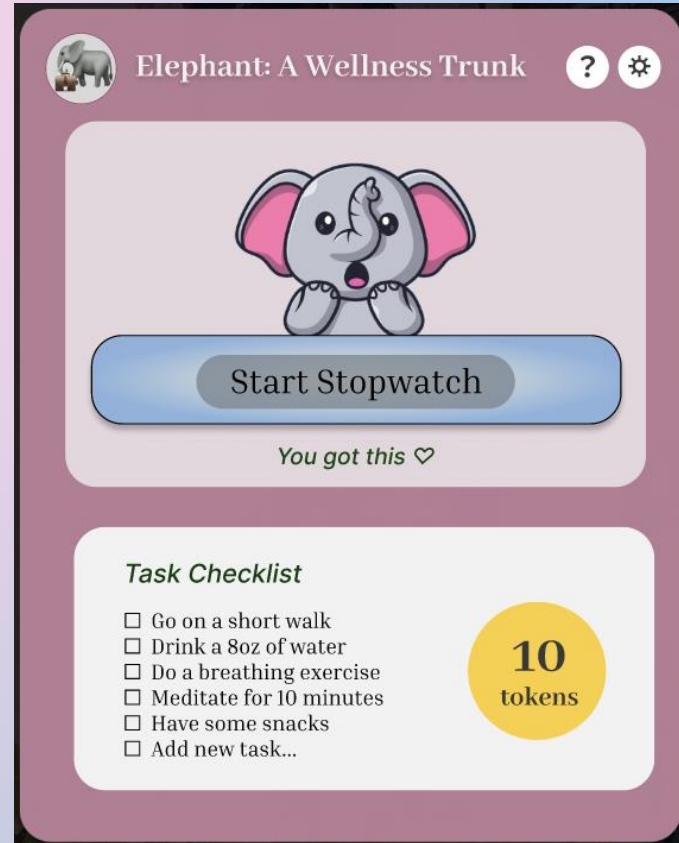 Elephant: A Wellness Trunk ?
Start Stopwatch
You got this ♡
Task Checklist
☐ Go on a short walk
☐ Drink a 8oz of water
☐ Do a breathing exercise
☐ Meditate for 10 minutes
☐ Have some snacks
☐ Add new task...
10
tokens